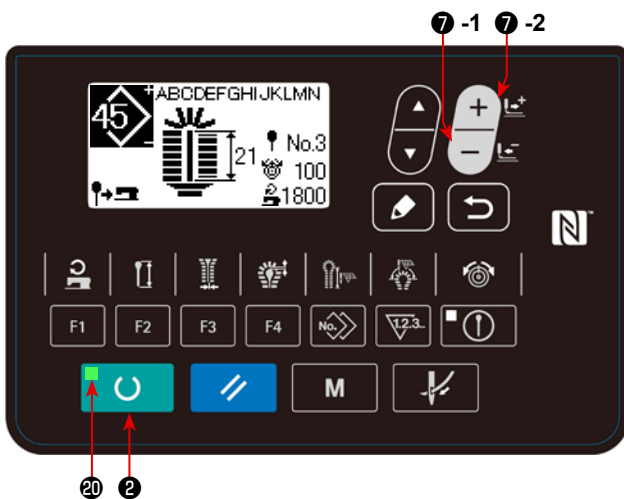 ❼ -1 ❼ -2
45 + -
ABCDEFGHIJKLMN
21
No.3
100
1800
+ +
− −
N
F1 F2 F3 F4 No. 1.2.3..
M
⓴ ❷